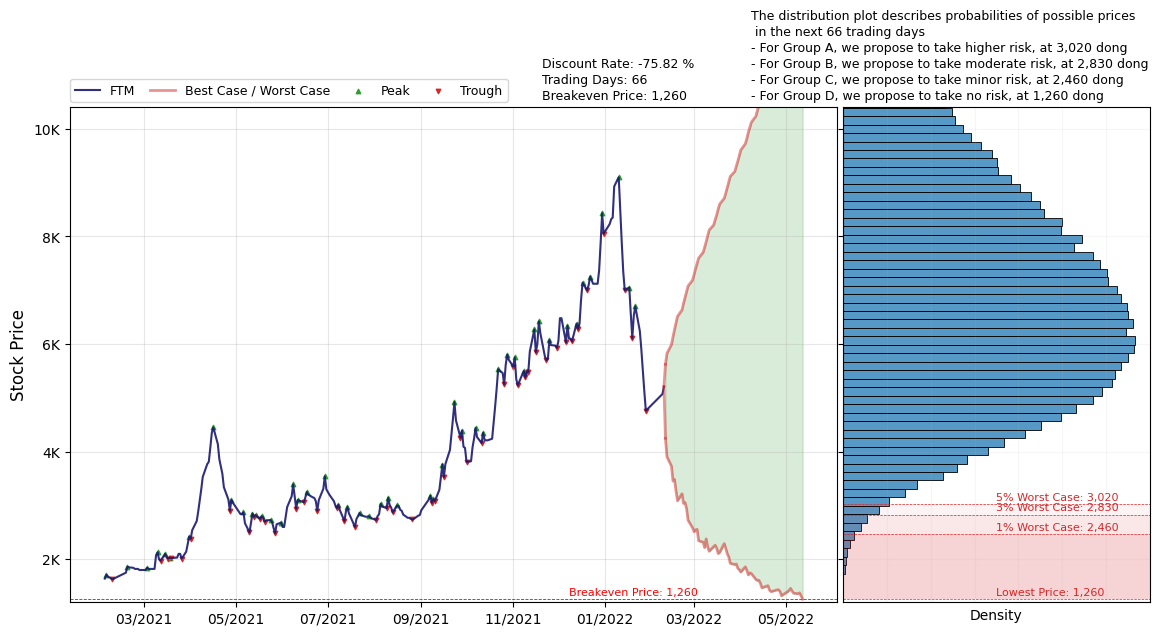 The distribution plot describes probabilities of possible prices
in the next 66 trading days
- For Group A, we propose to take higher risk, at 3,020 dong
- For Group B, we propose to take moderate risk, at 2,830 dong
- For Group C, we propose to take minor risk, at 2,460 dong
- For Group D, we propose to take no risk, at 1,260 dong
Discount Rate: -75.82 %
Trading Days: 66
Breakeven Price: 1,260
FTM
Best Case / Worst Case
Peak
Trough
Stock Price
10K
8K
6K
4K
2K
Breakeven Price: 1,260
03/2021
05/2021
07/2021
09/2021
11/2021
01/2022
03/2022
05/2022
5% Worst Case: 3,020
3% Worst Case: 2,830
1% Worst Case: 2,460
Lowest Price: 1,260
Density